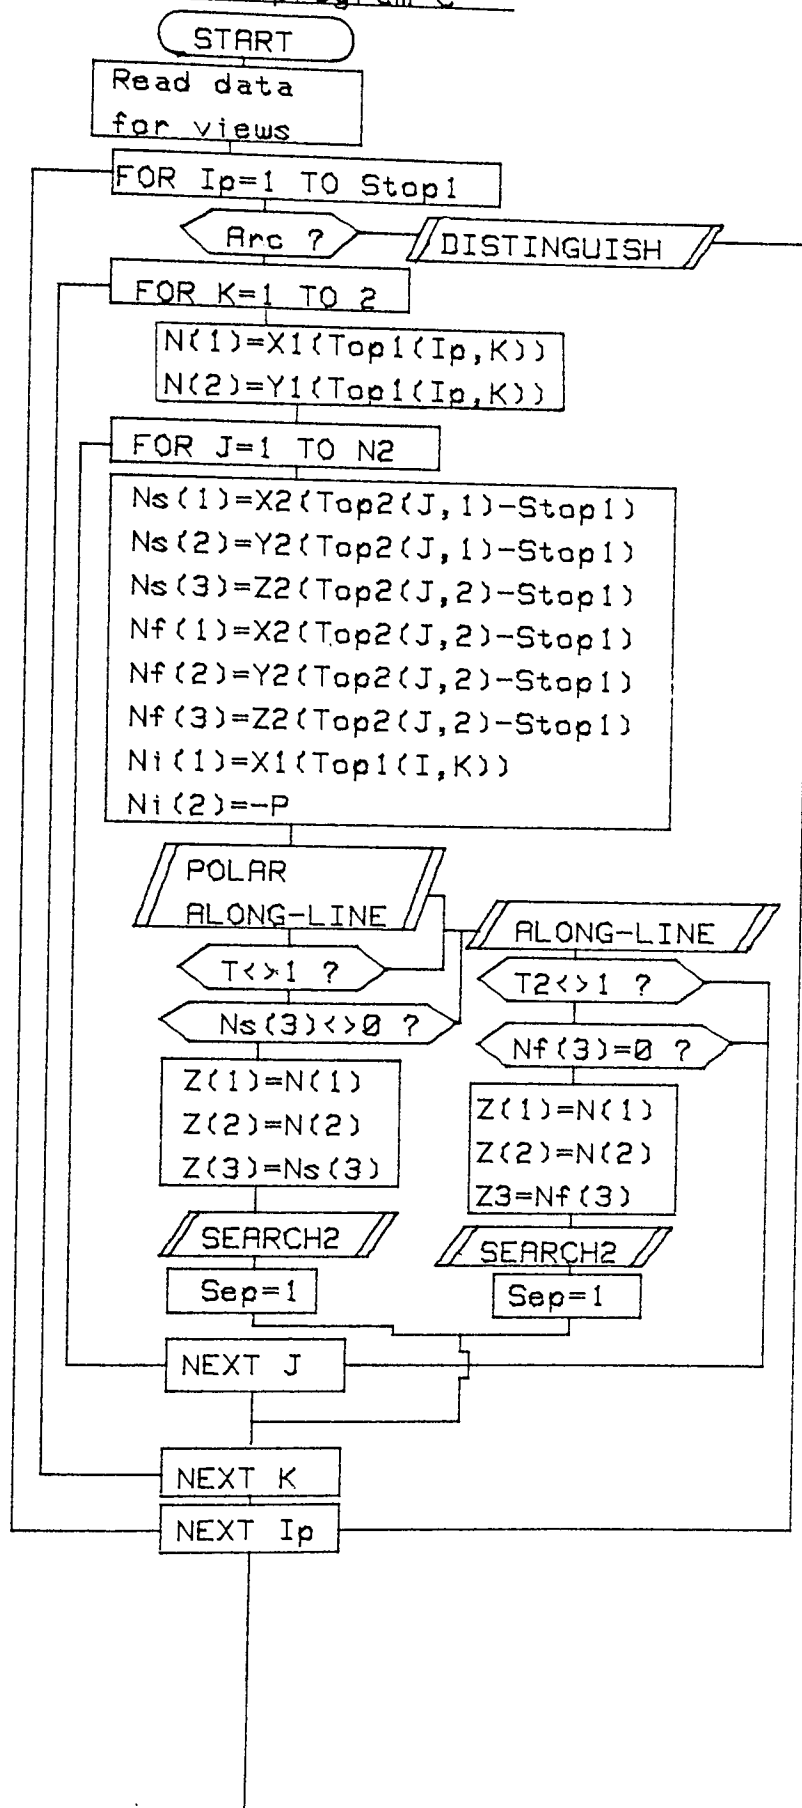 program C
START
Read data
for views
FOR Ip=1 TO Stop1
Arc ?
DISTINGUISH
FOR K=1 TO 2
N(1)=X1(Top1(Ip,K))
N(2)=Y1(Top1(Ip,K))
FOR J=1 TO N2
Ns(1)=X2(Top2(J,1)-Stop1)
Ns(2)=Y2(Top2(J,1)-Stop1)
Ns(3)=Z2(Top2(J,2)-Stop1)
Nf(1)=X2(Top2(J,2)-Stop1)
Nf(2)=Y2(Top2(J,2)-Stop1)
Nf(3)=Z2(Top2(J,2)-Stop1)
Ni(1)=X1(Top1(I,K))
Ni(2)=-P
POLAR
ALONG-LINE
T<>1 ?
Ns(3)<>0 ?
Z(1)=N(1)
Z(2)=N(2)
Z(3)=Ns(3)
SEARCH2
Sep=1
ALONG-LINE
T2<>1 ?
Nf(3)=0 ?
Z(1)=N(1)
Z(2)=N(2)
Z3=Nf(3)
SEARCH2
Sep=1
NEXT J
NEXT K
NEXT Ip